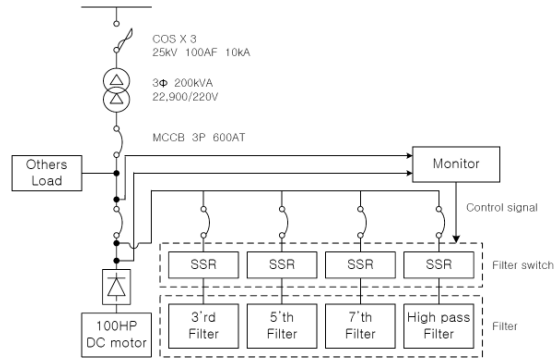 COS X 3
25kV 100AF 10kA
3Φ 200kVA
22,900/220V
MCCB 3P 600AT
Others
Load
Monitor
Control signal
SSR
SSR
SSR
SSR
Filter switch
3'rd
Filter
5'th
Filter
7'th
Filter
High pass
Filter
Filter
100HP
DC motor